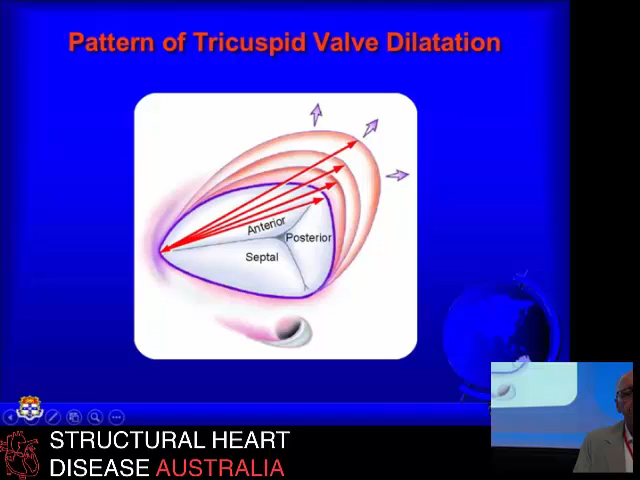 Pattern of Tricuspid Valve Dilatation
Anterior
Posterior
Septal
STRUCTURAL HEART
DISEASE AUSTRALIA